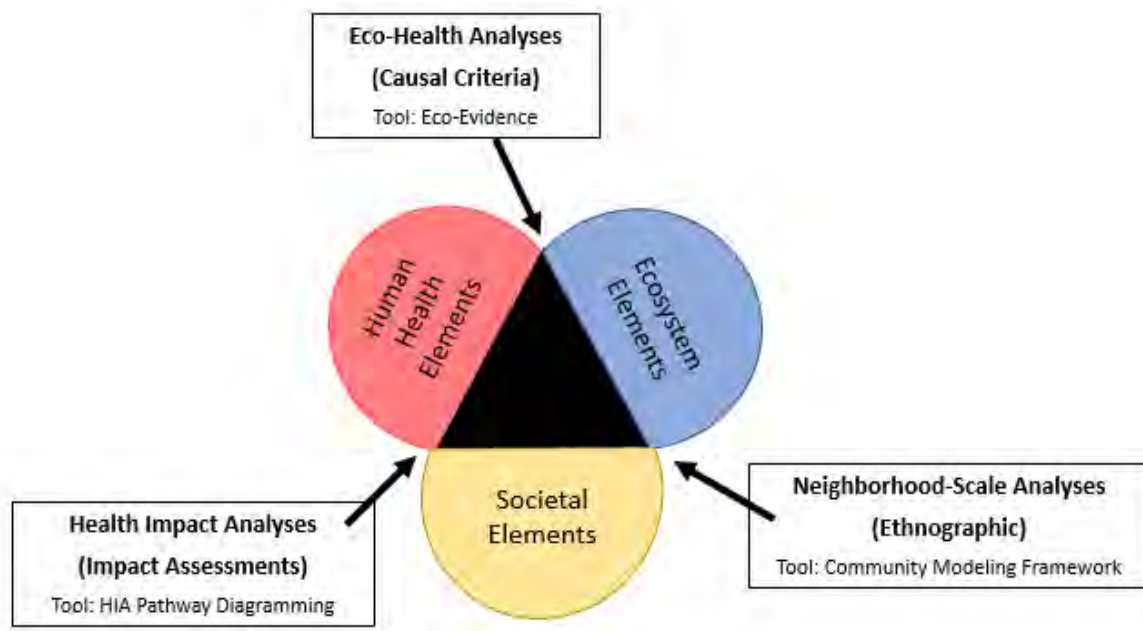 Eco-Health Analyses
(Causal Criteria)
Tool: Eco-Evidence
Human
Health
Elements
Ecosystem
Elements
Societal
Elements
Health Impact Analyses
(Impact Assessments)
Tool: HIA Pathway Diagramming
Neighborhood-Scale Analyses
(Ethnographic)
Tool: Community Modeling Framework